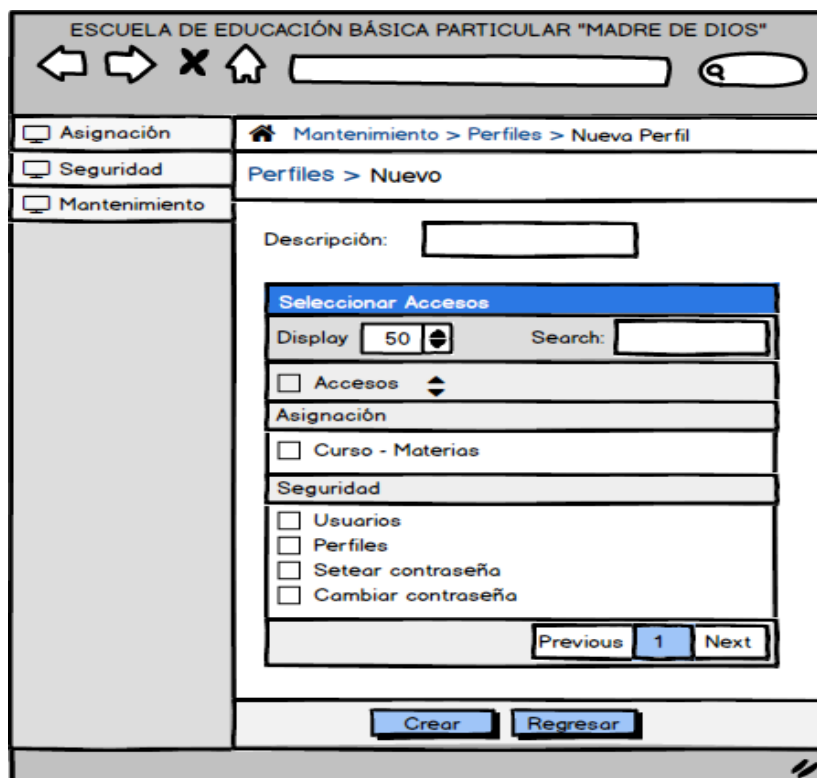 ESCUELA DE EDUCACIÓN BÁSICA PARTICULAR "MADRE DE DIOS"
Asignación
Seguridad
Mantenimiento
Mantenimiento > Perfiles > Nueva Perfil
Perfiles > Nuevo
Descripción:
Seleccionar Accesos
Display 50 Search:
Accesos
Asignación
Curso - Materias
Seguridad
Usuarios
Perfiles
Setear contraseña
Cambiar contraseña
Previous 1 Next
Crear Regresar